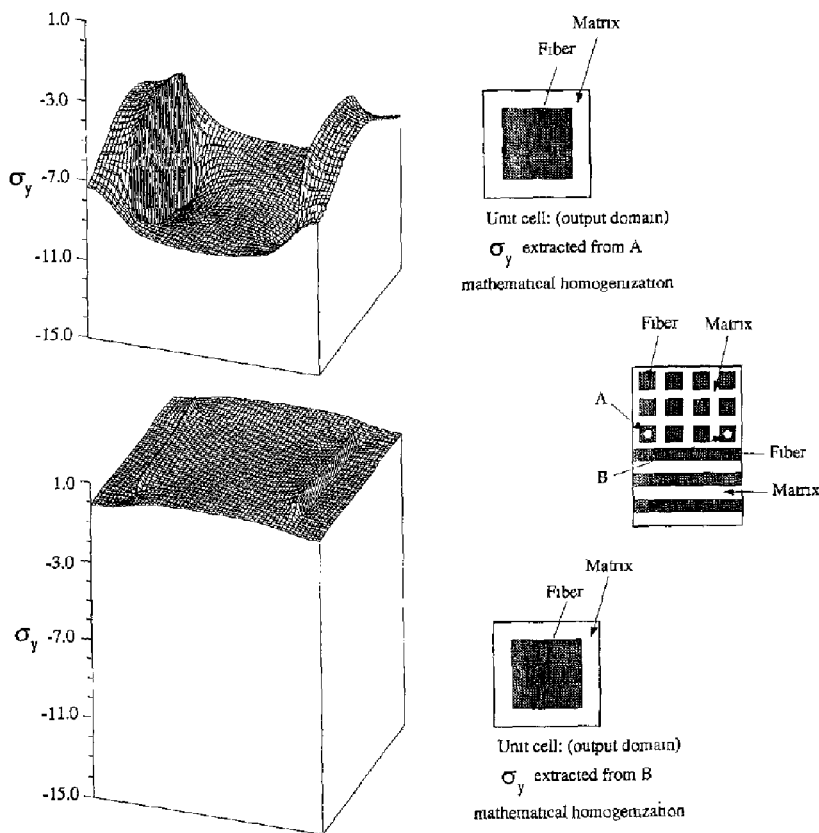 1.0
-3.0
σy -7.0
-11.0
-15.0
Matrix
Fiber
Unit cell: (output domain)
σy extracted from A
mathematical homogenization
Fiber
Matrix
A
B
Fiber
Matrix
1.0
-3.0
σy -7.0
-11.0
-15.0
Matrix
Fiber
Unit cell: (output domain)
σy extracted from B
mathematical homogenization